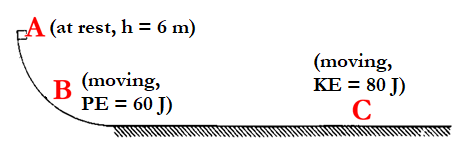 A (at rest, h = 6 m)
B (moving,
PE = 60 J)
(moving,
KE = 80 J)
C